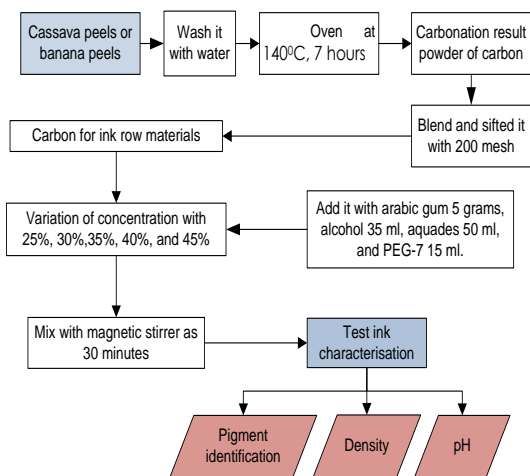 Cassava peels or
banana peels
Wash it
with water
Oven at
140⁰C, 7 hours
Carbonation result
powder of carbon
Blend and sifted it
with 200 mesh
Carbon for ink row materials
Variation of concentration with
25%, 30%,35%, 40%, and 45%
Add it with arabic gum 5 grams,
alcohol 35 ml, aquades 50 ml,
and PEG-7 15 ml.
Mix with magnetic stirrer as
30 minutes
Test ink
characterisation
Pigment
identification
Density
pH